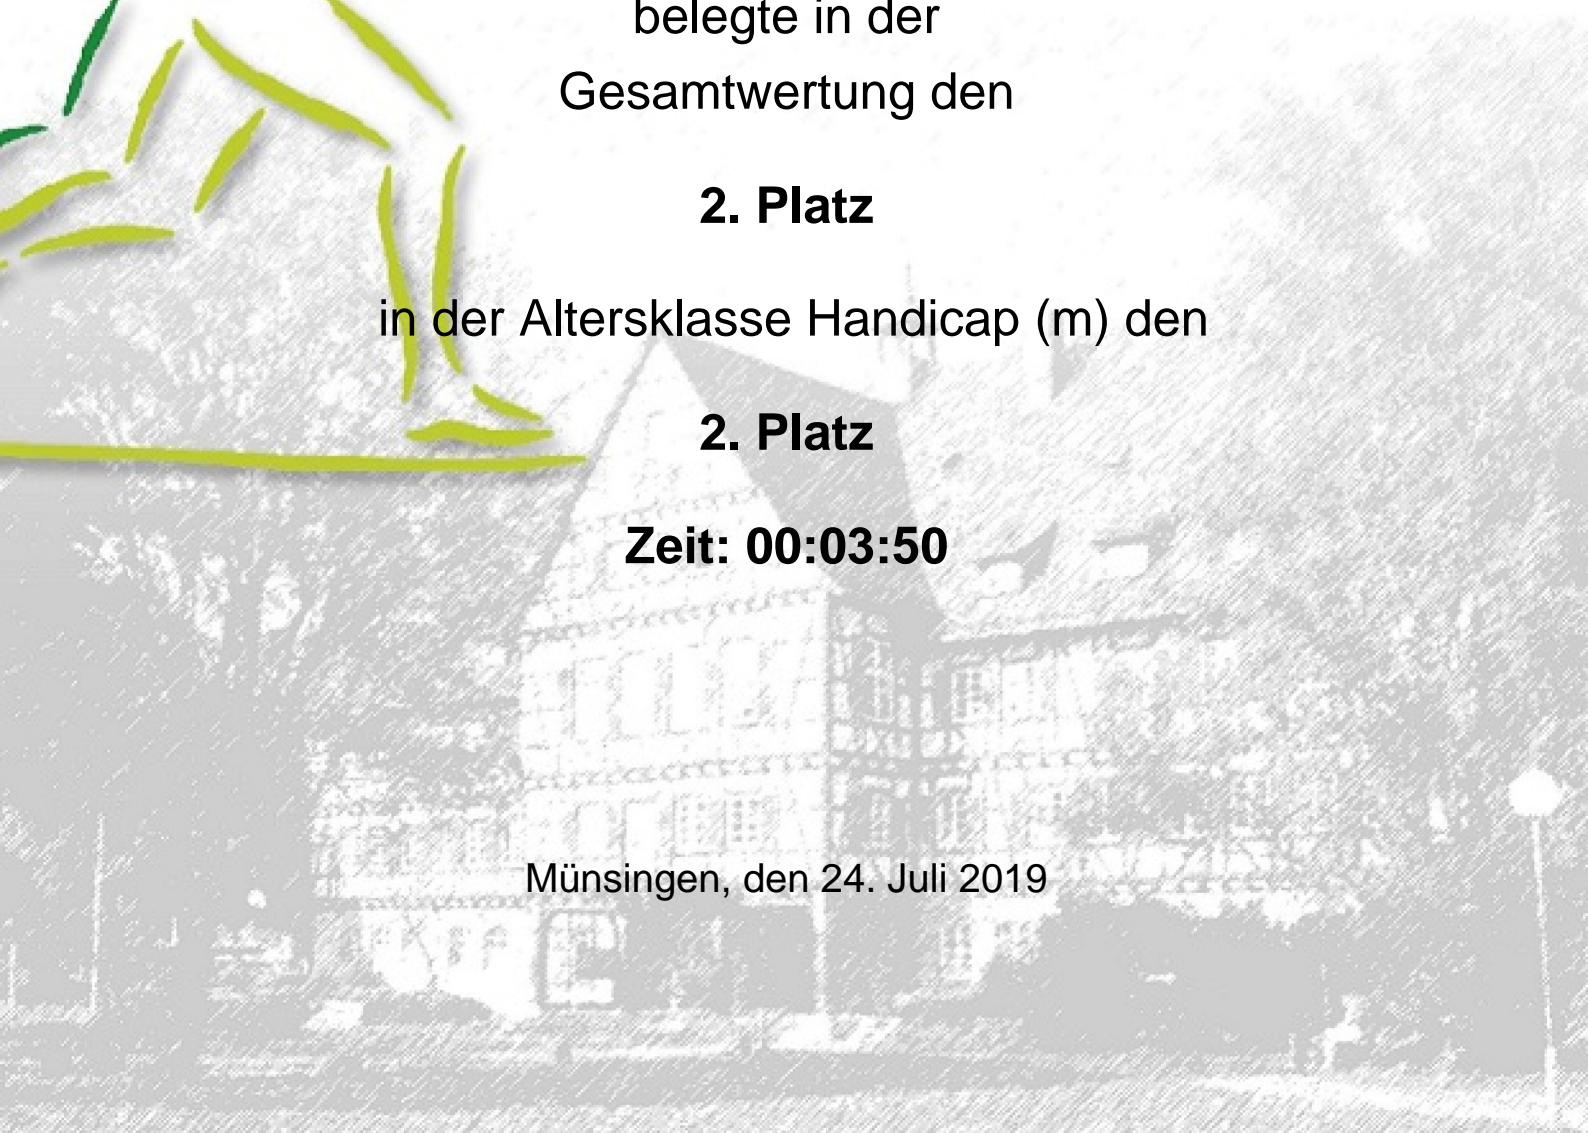 belegte in der
Gesamtwertung den
2. Platz
in der Altersklasse Handicap (m) den
2. Platz
Zeit: 00:03:50
Münsingen, den 24. Juli 2019